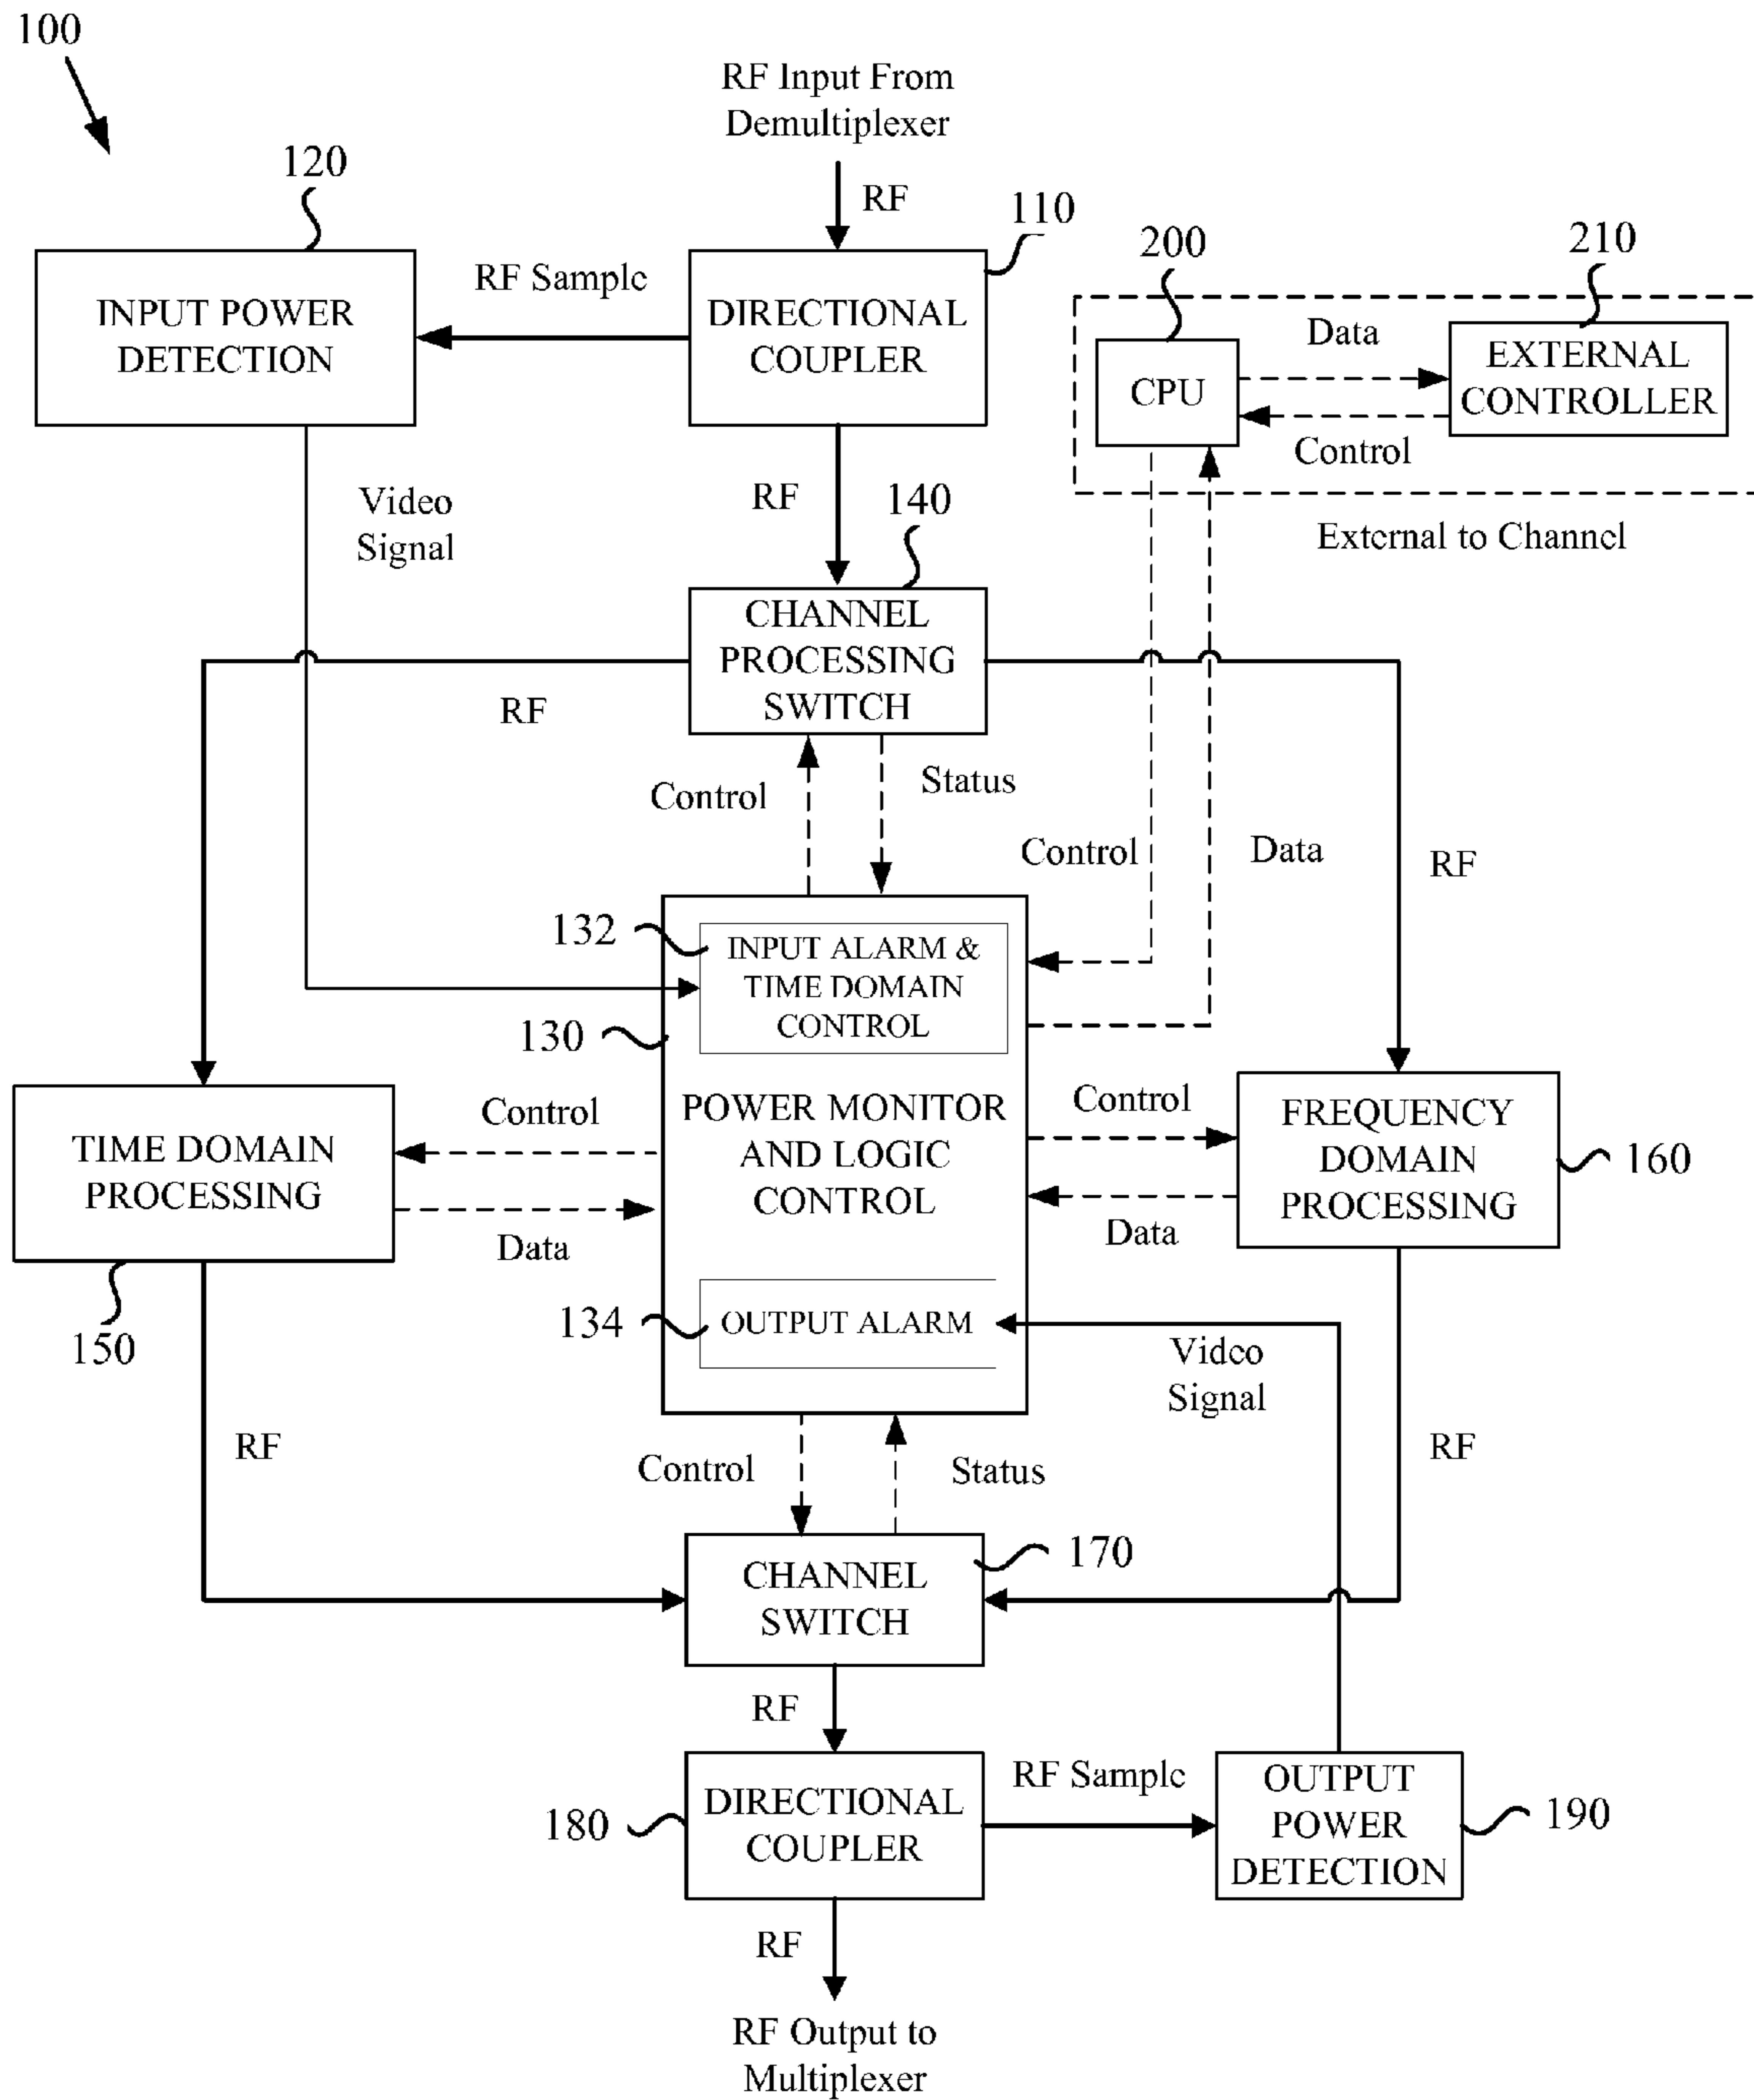 100
RF Input From
Demultiplexer
120
RF
110
200
210
INPUT POWER
DETECTION
RF Sample
DIRECTIONAL
COUPLER
Data
CPU
EXTERNAL
CONTROLLER
Control
External to Channel
Video
Signal
RF
140
CHANNEL
PROCESSING
SWITCH
RF
Control
Status
Control
Data
RF
132
INPUT ALARM &
TIME DOMAIN
CONTROL
130
POWER MONITOR
AND LOGIC
CONTROL
TIME DOMAIN
PROCESSING
Control
Data
150
Control
Data
FREQUENCY
DOMAIN
PROCESSING
160
134
OUTPUT ALARM
Video
Signal
RF
RF
Control
Status
CHANNEL
SWITCH
170
RF
180
DIRECTIONAL
COUPLER
RF Sample
OUTPUT
POWER
DETECTION
190
RF
RF Output to
Multiplexer